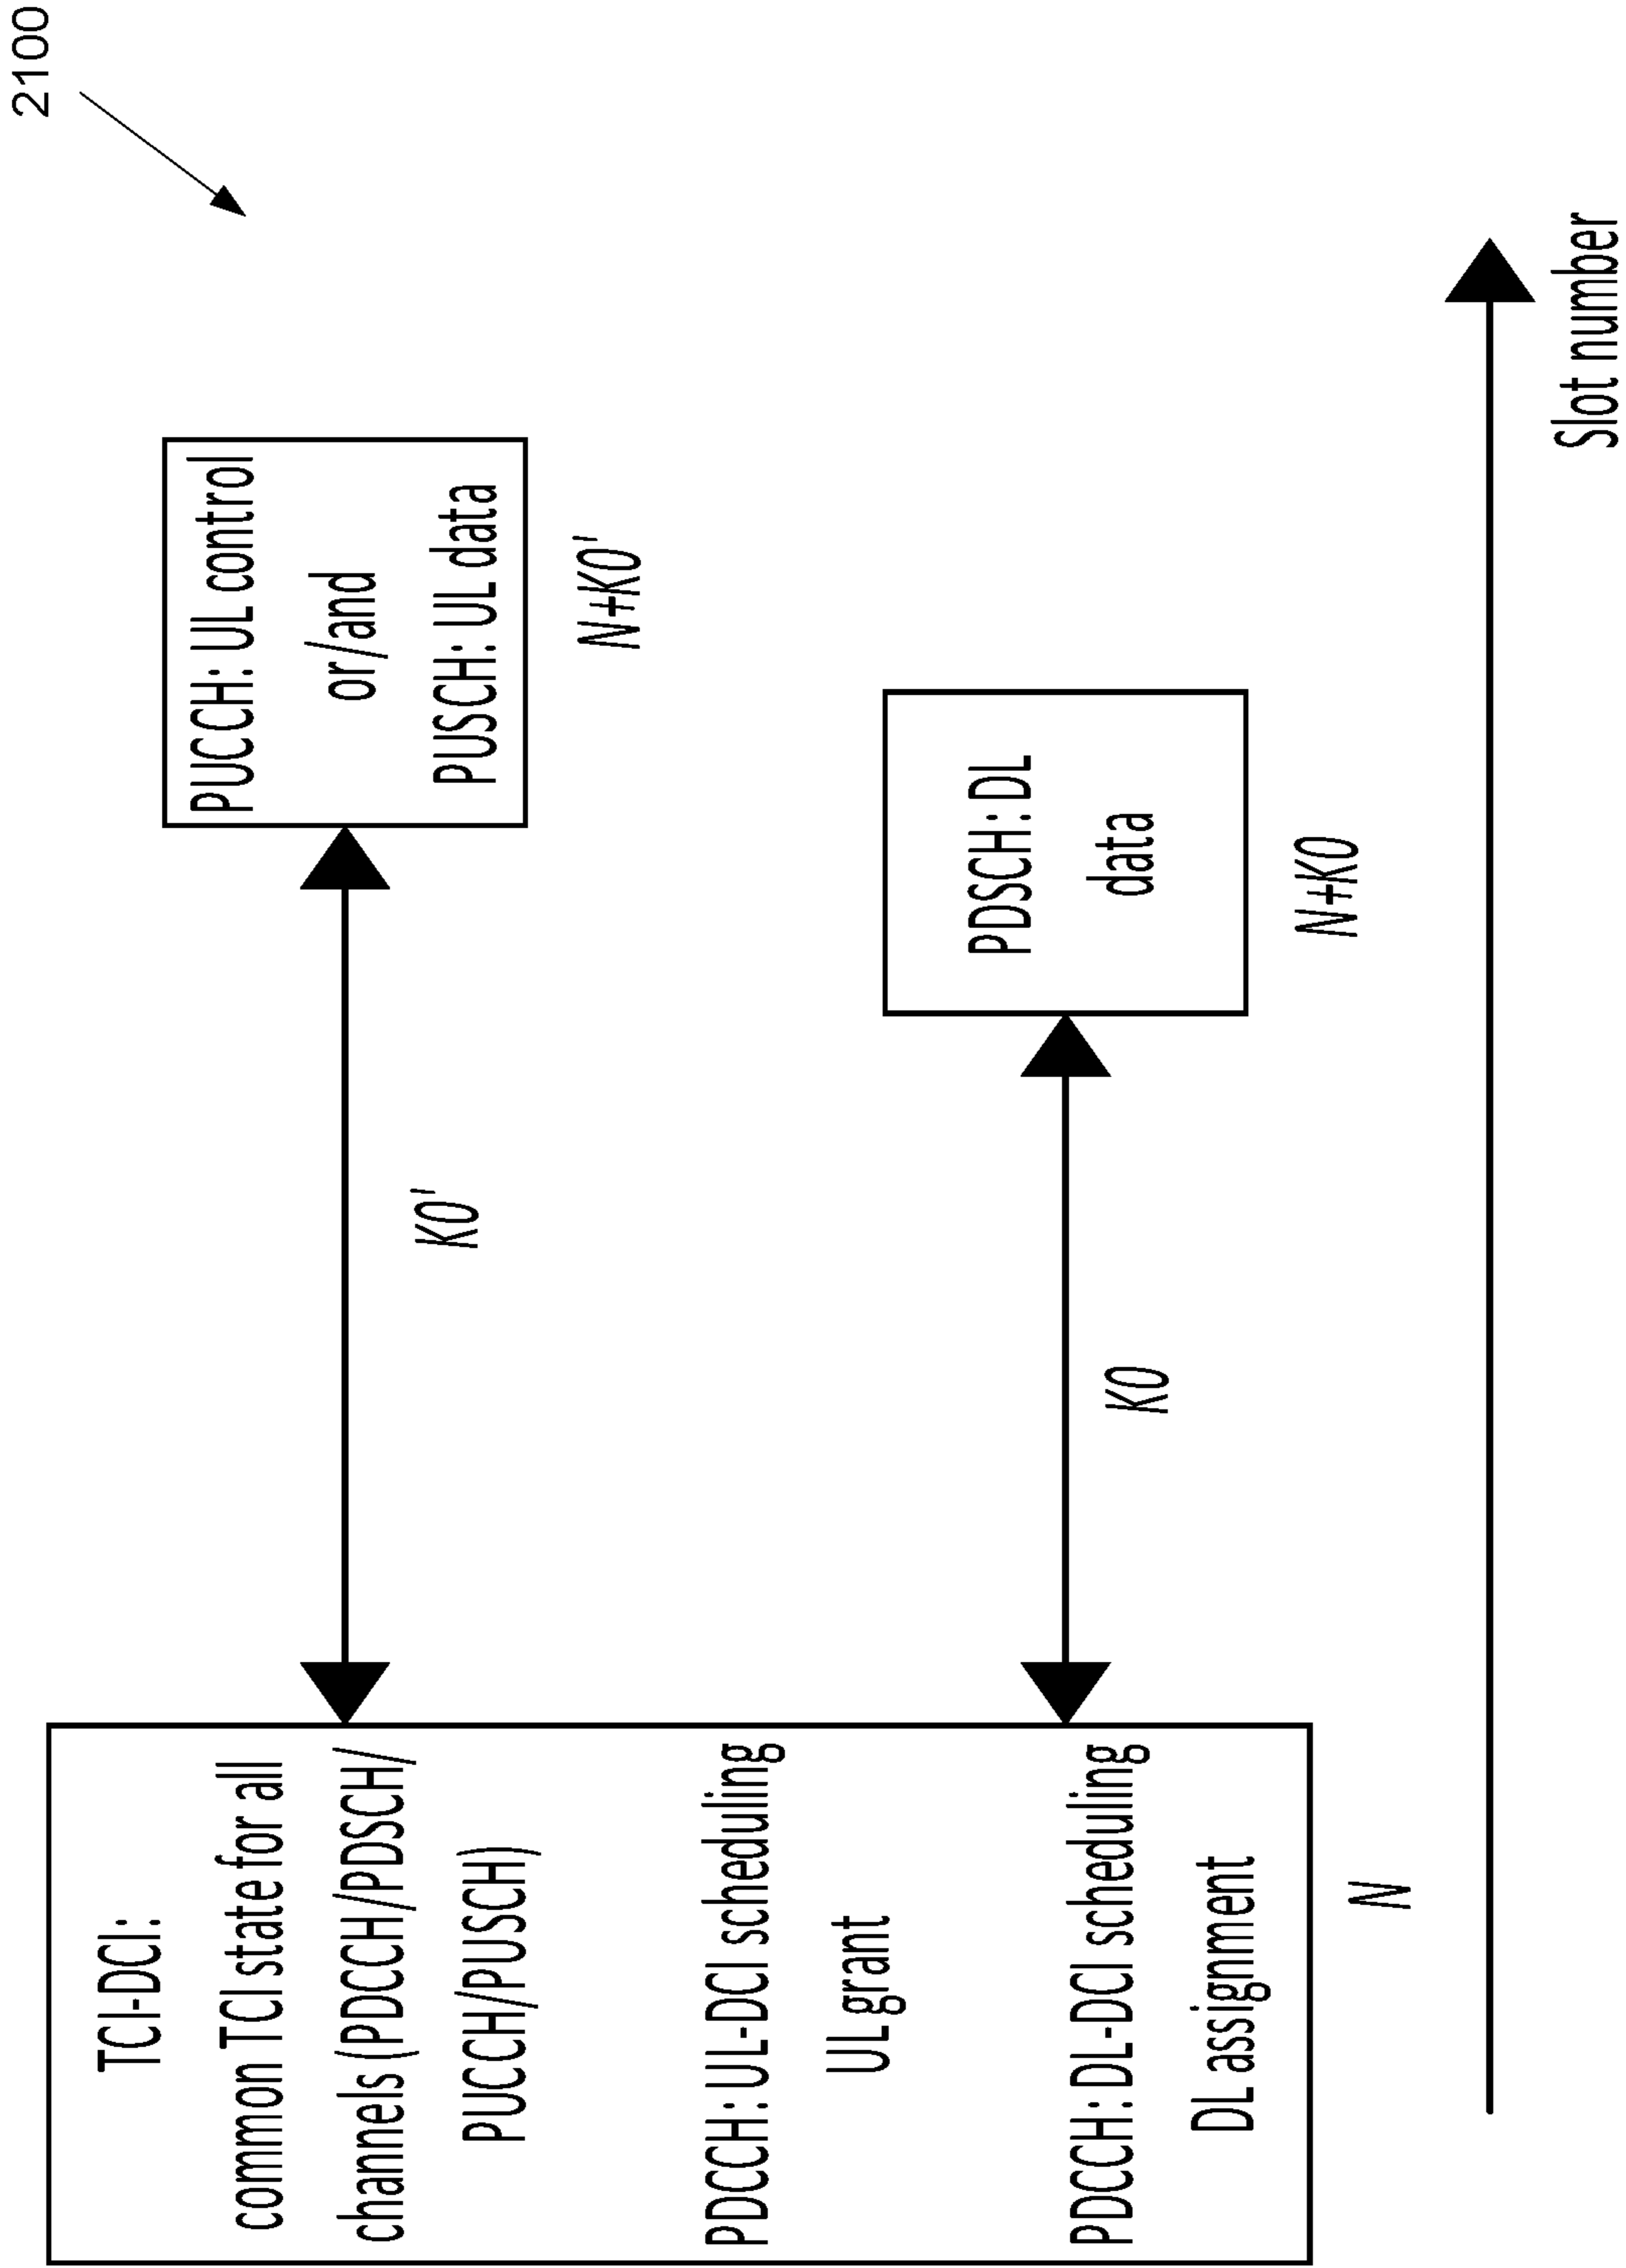 2100
TCI-DCI:
common TCI state for all
channels (PDCCH/PDSCH/
PUCCH/PUSCH)
PDCCH: UL-DCI scheduling
UL grant
PDCCH: DL-DCI scheduling
DL assignment
N
K0'
PUCCH: UL control
or/and
PUSCH: UL data
N+K0'
K0
PDSCH: DL
data
N+K0
Slot number